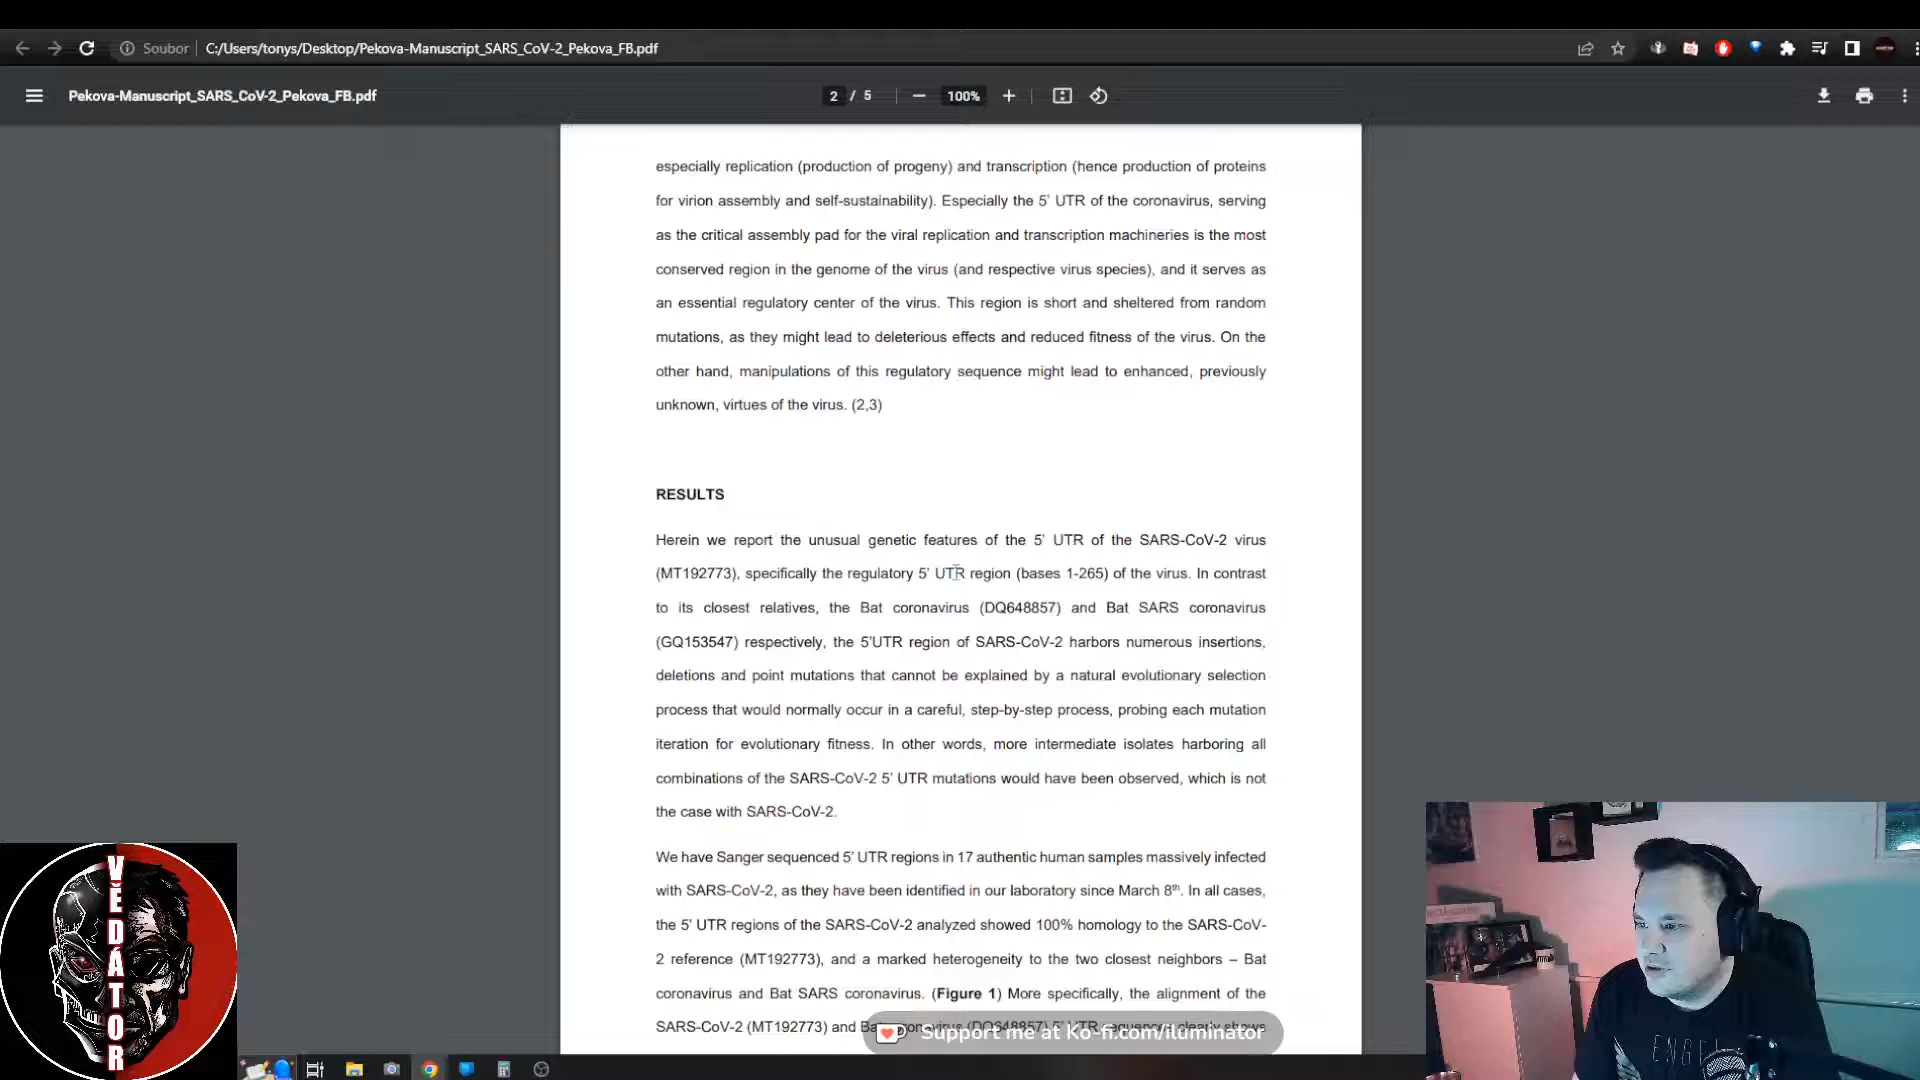 Soubor C:/Users/tonys/Desktop/Pekova-Manuscript_SARS_CoV-2_Pekova_FB.pdf
Pekova-Manuscript_SARS_CoV-2_Pekova_FB.pdf
2 / 5
100%
especially replication (production of progeny) and transcription (hence production of proteins
for virion assembly and self-sustainability). Especially the 5' UTR of the coronavirus, serving
as the critical assembly pad for the viral replication and transcription machineries is the most
conserved region in the genome of the virus (and respective virus species), and it serves as
an essential regulatory center of the virus. This region is short and sheltered from random
mutations, as they might lead to deleterious effects and reduced fitness of the virus. On the
other hand, manipulations of this regulatory sequence might lead to enhanced, previously
unknown, virtues of the virus. (2,3)
RESULTS
Herein we report the unusual genetic features of the 5' UTR of the SARS-CoV-2 virus
(MT192773), specifically the regulatory 5' UTR region (bases 1-265) of the virus. In contrast
to its closest relatives, the Bat coronavirus (DQ648857) and Bat SARS coronavirus
(GQ153547) respectively, the 5'UTR region of SARS-CoV-2 harbors numerous insertions,
deletions and point mutations that cannot be explained by a natural evolutionary selection
process that would normally occur in a careful, step-by-step process, probing each mutation
iteration for evolutionary fitness. In other words, more intermediate isolates harboring all
combinations of the SARS-CoV-2 5' UTR mutations would have been observed, which is not
the case with SARS-CoV-2.
We have Sanger sequenced 5' UTR regions in 17 authentic human samples massively infected
with SARS-CoV-2, as they have been identified in our laboratory since March 8th. In all cases,
the 5' UTR regions of the SARS-CoV-2 analyzed showed 100% homology to the SARS-CoV-
2 reference (MT192773), and a marked heterogeneity to the two closest neighbors – Bat
coronavirus and Bat SARS coronavirus. (Figure 1) More specifically, the alignment of the
SARS-CoV-2 (MT192773) and Bat coronavirus (DQ648857) 5' UTR sequences clearly shows
Support me at Ko-fi.com/iluminator
VĚDÁTOR
ENGE